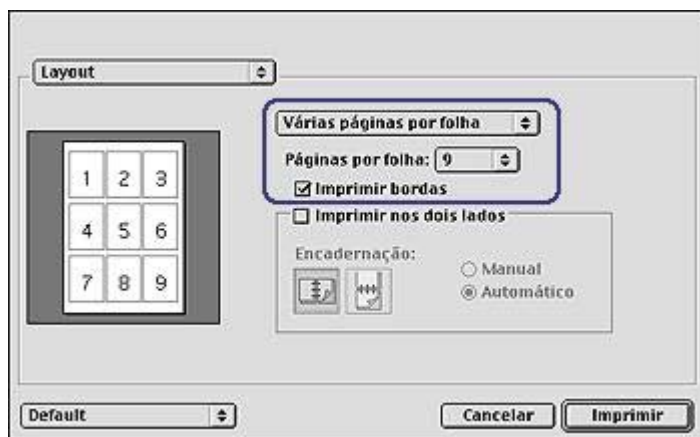 Layout
Várias páginas por folha
Páginas por folha: 9
Imprimir bordas
Imprimir nos dois lados
1 2 3
4 5 6
7 8 9
Encadernação:
Manual
Automático
Default
Cancelar
Imprimir